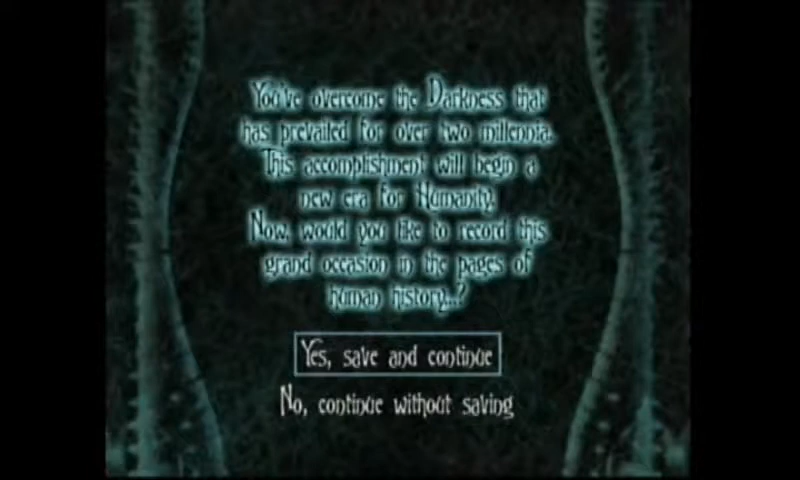 You've overcome the Darkness that
has prevailed for over two millennia.
This accomplishment will begin a
new era for Humanity.
Now, would you like to record this
grand occasion in the pages of
human history...?
Yes, save and continue
No, continue without saving